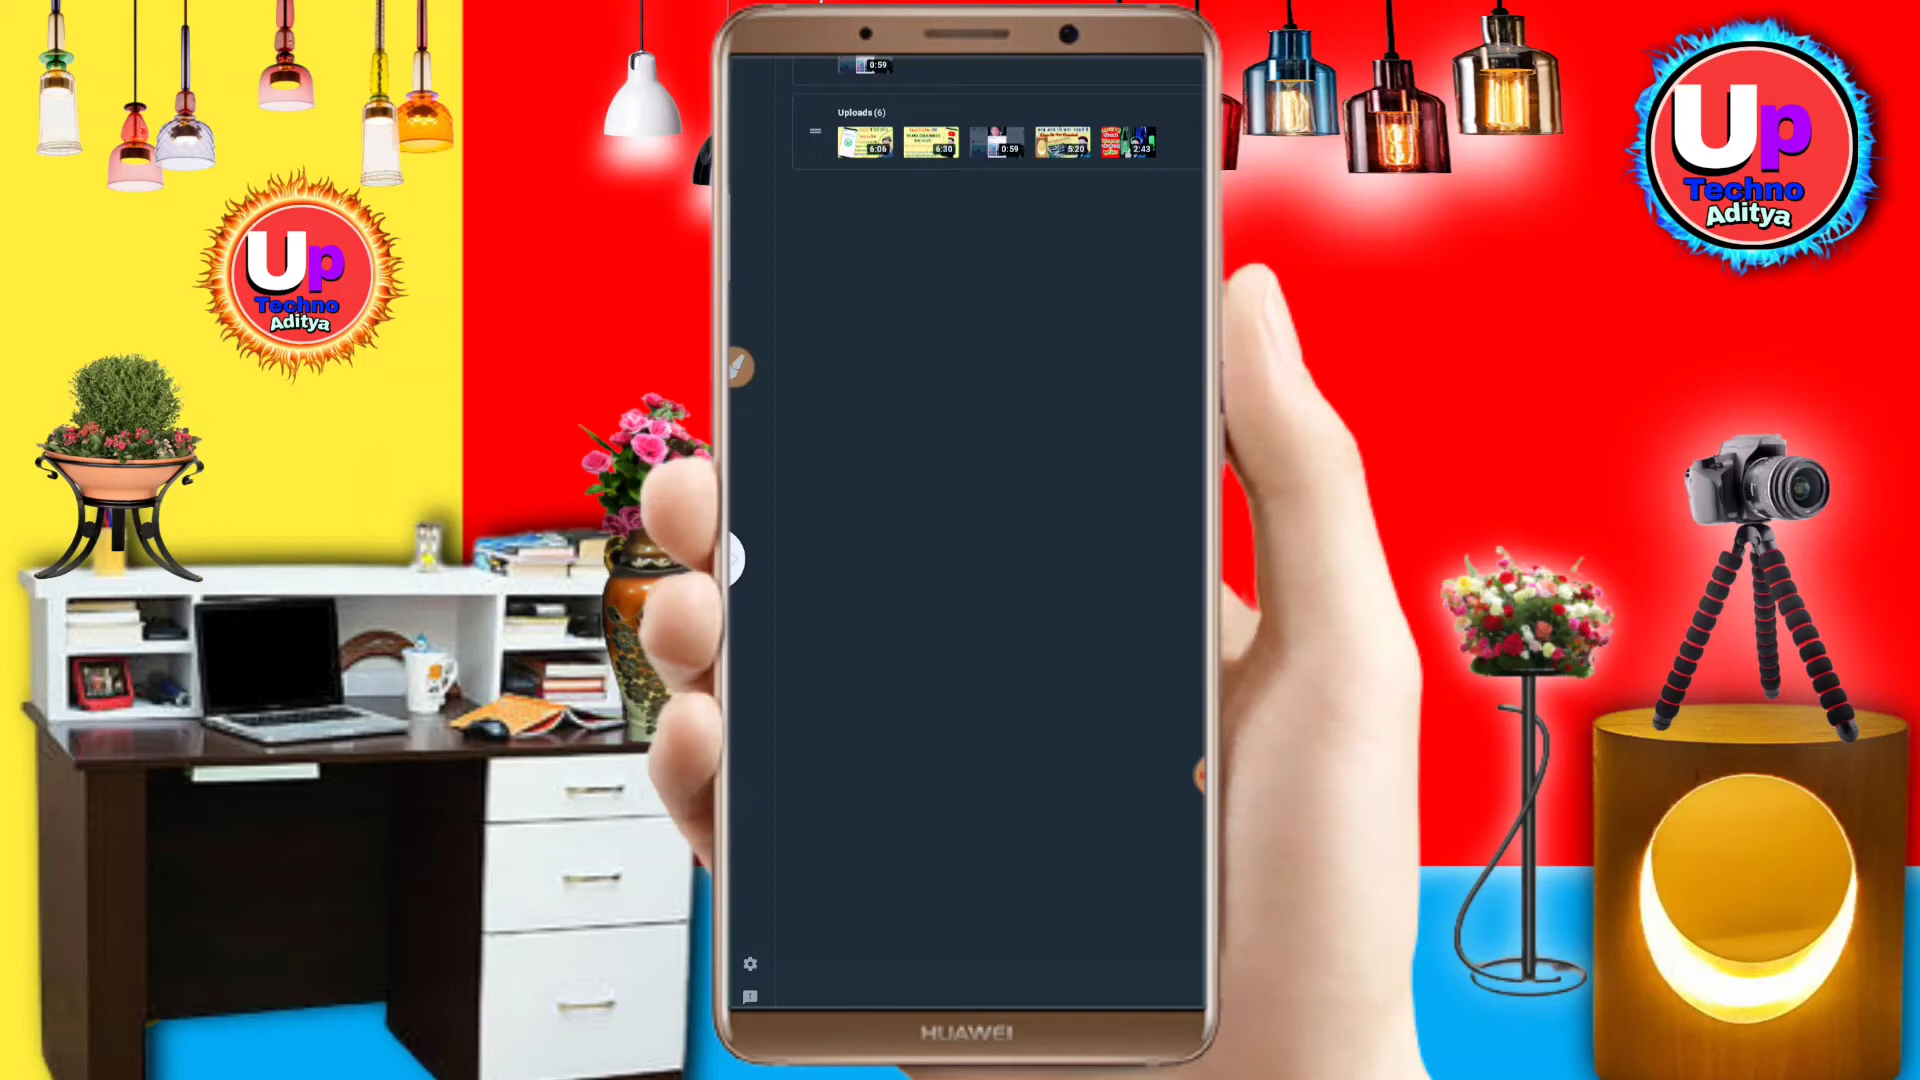 0:59
Uploads (6)
6:06
6:30
0:59
5:20
2:43
Up
Techno
Aditya
Up
Techno
Aditya
HUAWEI